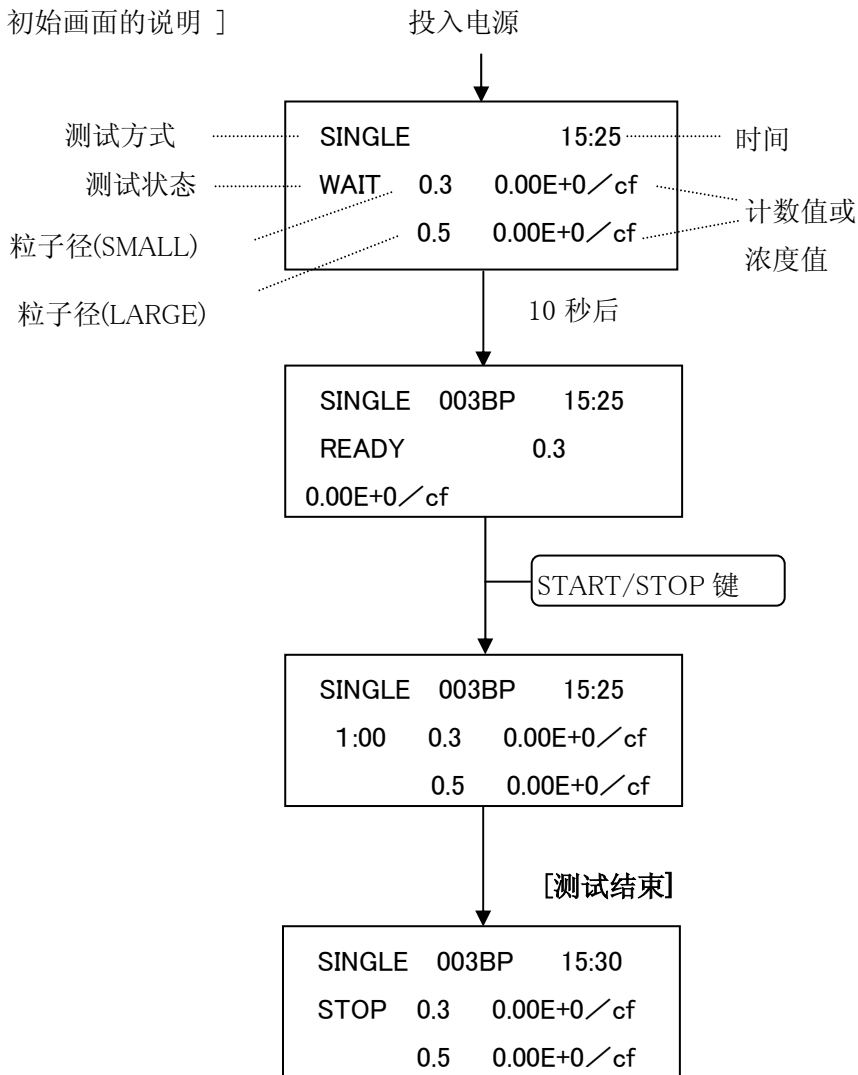 初始画面的说明 ]
投入电源
测试方式 SINGLE 15:25 时间
测试状态 WAIT 0.3 0.00E+0／cf
计数值或
粒子径(SMALL) 0.5 0.00E+0／cf
浓度值
粒子径(LARGE)
10 秒后
SINGLE 003BP 15:25
READY 0.3
0.00E+0／cf
START/STOP 键
SINGLE 003BP 15:25
1:00 0.3 0.00E+0／cf
0.5 0.00E+0／cf
[测试结束]
SINGLE 003BP 15:30
STOP 0.3 0.00E+0／cf
0.5 0.00E+0／cf